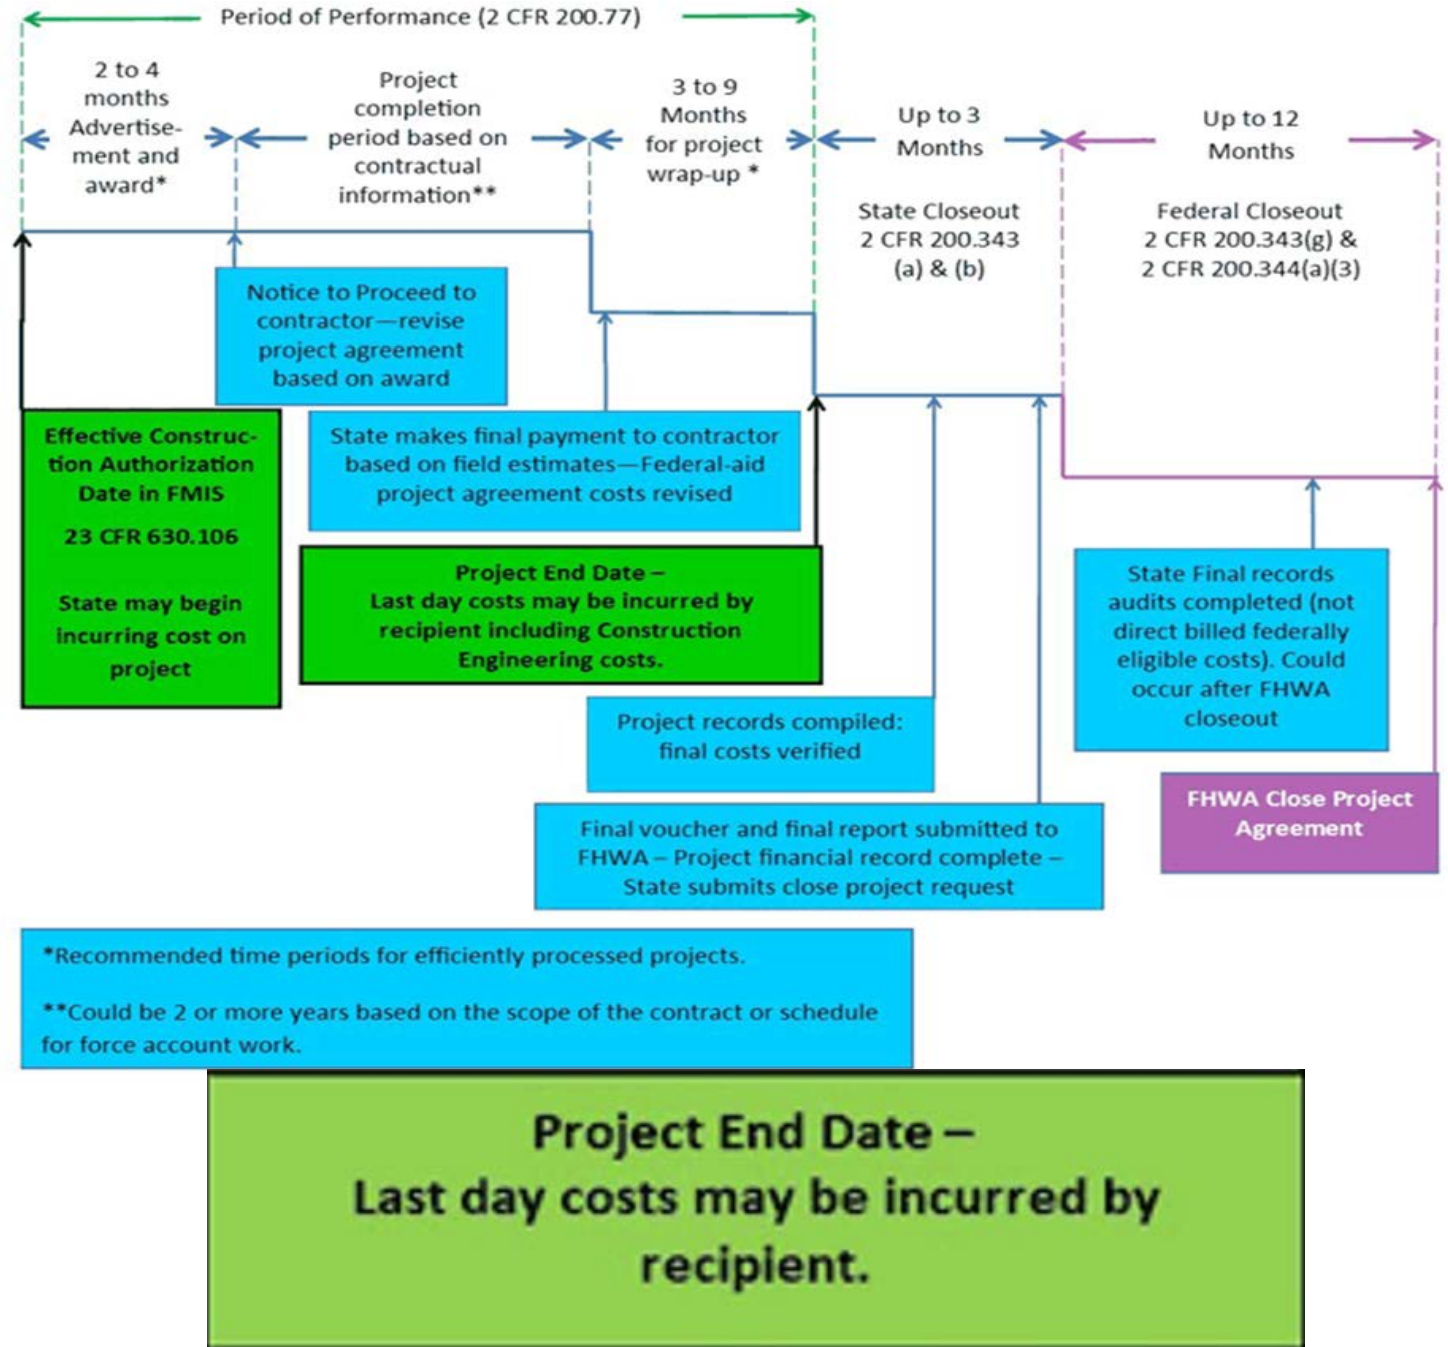 Period of Performance (2 CFR 200.77)
2 to 4
months
Advertise-
ment and
award*
Project
completion
period based on
contractual
information**
3 to 9
Months
for project
wrap-up *
Up to 3
Months
Up to 12
Months
State Closeout
2 CFR 200.343
(a) & (b)
Federal Closeout
2 CFR 200.343(g) &
2 CFR 200.344(a)(3)
Notice to Proceed to
contractor—revise
project agreement
based on award
Effective Construc-
tion Authorization
Date in FMIS
23 CFR 630.106
State may begin
incurring cost on
project
State makes final payment to contractor
based on field estimates—Federal-aid
project agreement costs revised
Project End Date –
Last day costs may be incurred by
recipient including Construction
Engineering costs.
State Final records
audits completed (not
direct billed federally
eligible costs). Could
occur after FHWA
closeout
Project records compiled:
final costs verified
FHWA Close Project
Agreement
Final voucher and final report submitted to
FHWA – Project financial record complete –
State submits close project request
*Recommended time periods for efficiently processed projects.
**Could be 2 or more years based on the scope of the contract or schedule
for force account work.
Project End Date –
Last day costs may be incurred by
recipient.